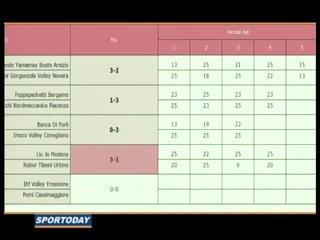 Ris Parziali Set
1 2 3 4 5
Yamamay Busto Arsizio 3-2 13 25 21 25 15
Gorgonzola Volley Novara 25 18 25 22 13
Foppapedretti Bergamo 1-3 23 25 23 23
Nordmeccanica Piacenza 25 23 25 25
Banca Di Forlì 0-3 13 19 22
Imoco Volley Conegliano 25 25 25
Liu Jo Modena 3-1 25 22 25 25
Robur Tiboni Urbino 20 25 9 20
Ihf Volley Frosinone 0-0
Pomì Casalmaggiore
SPORTODAY